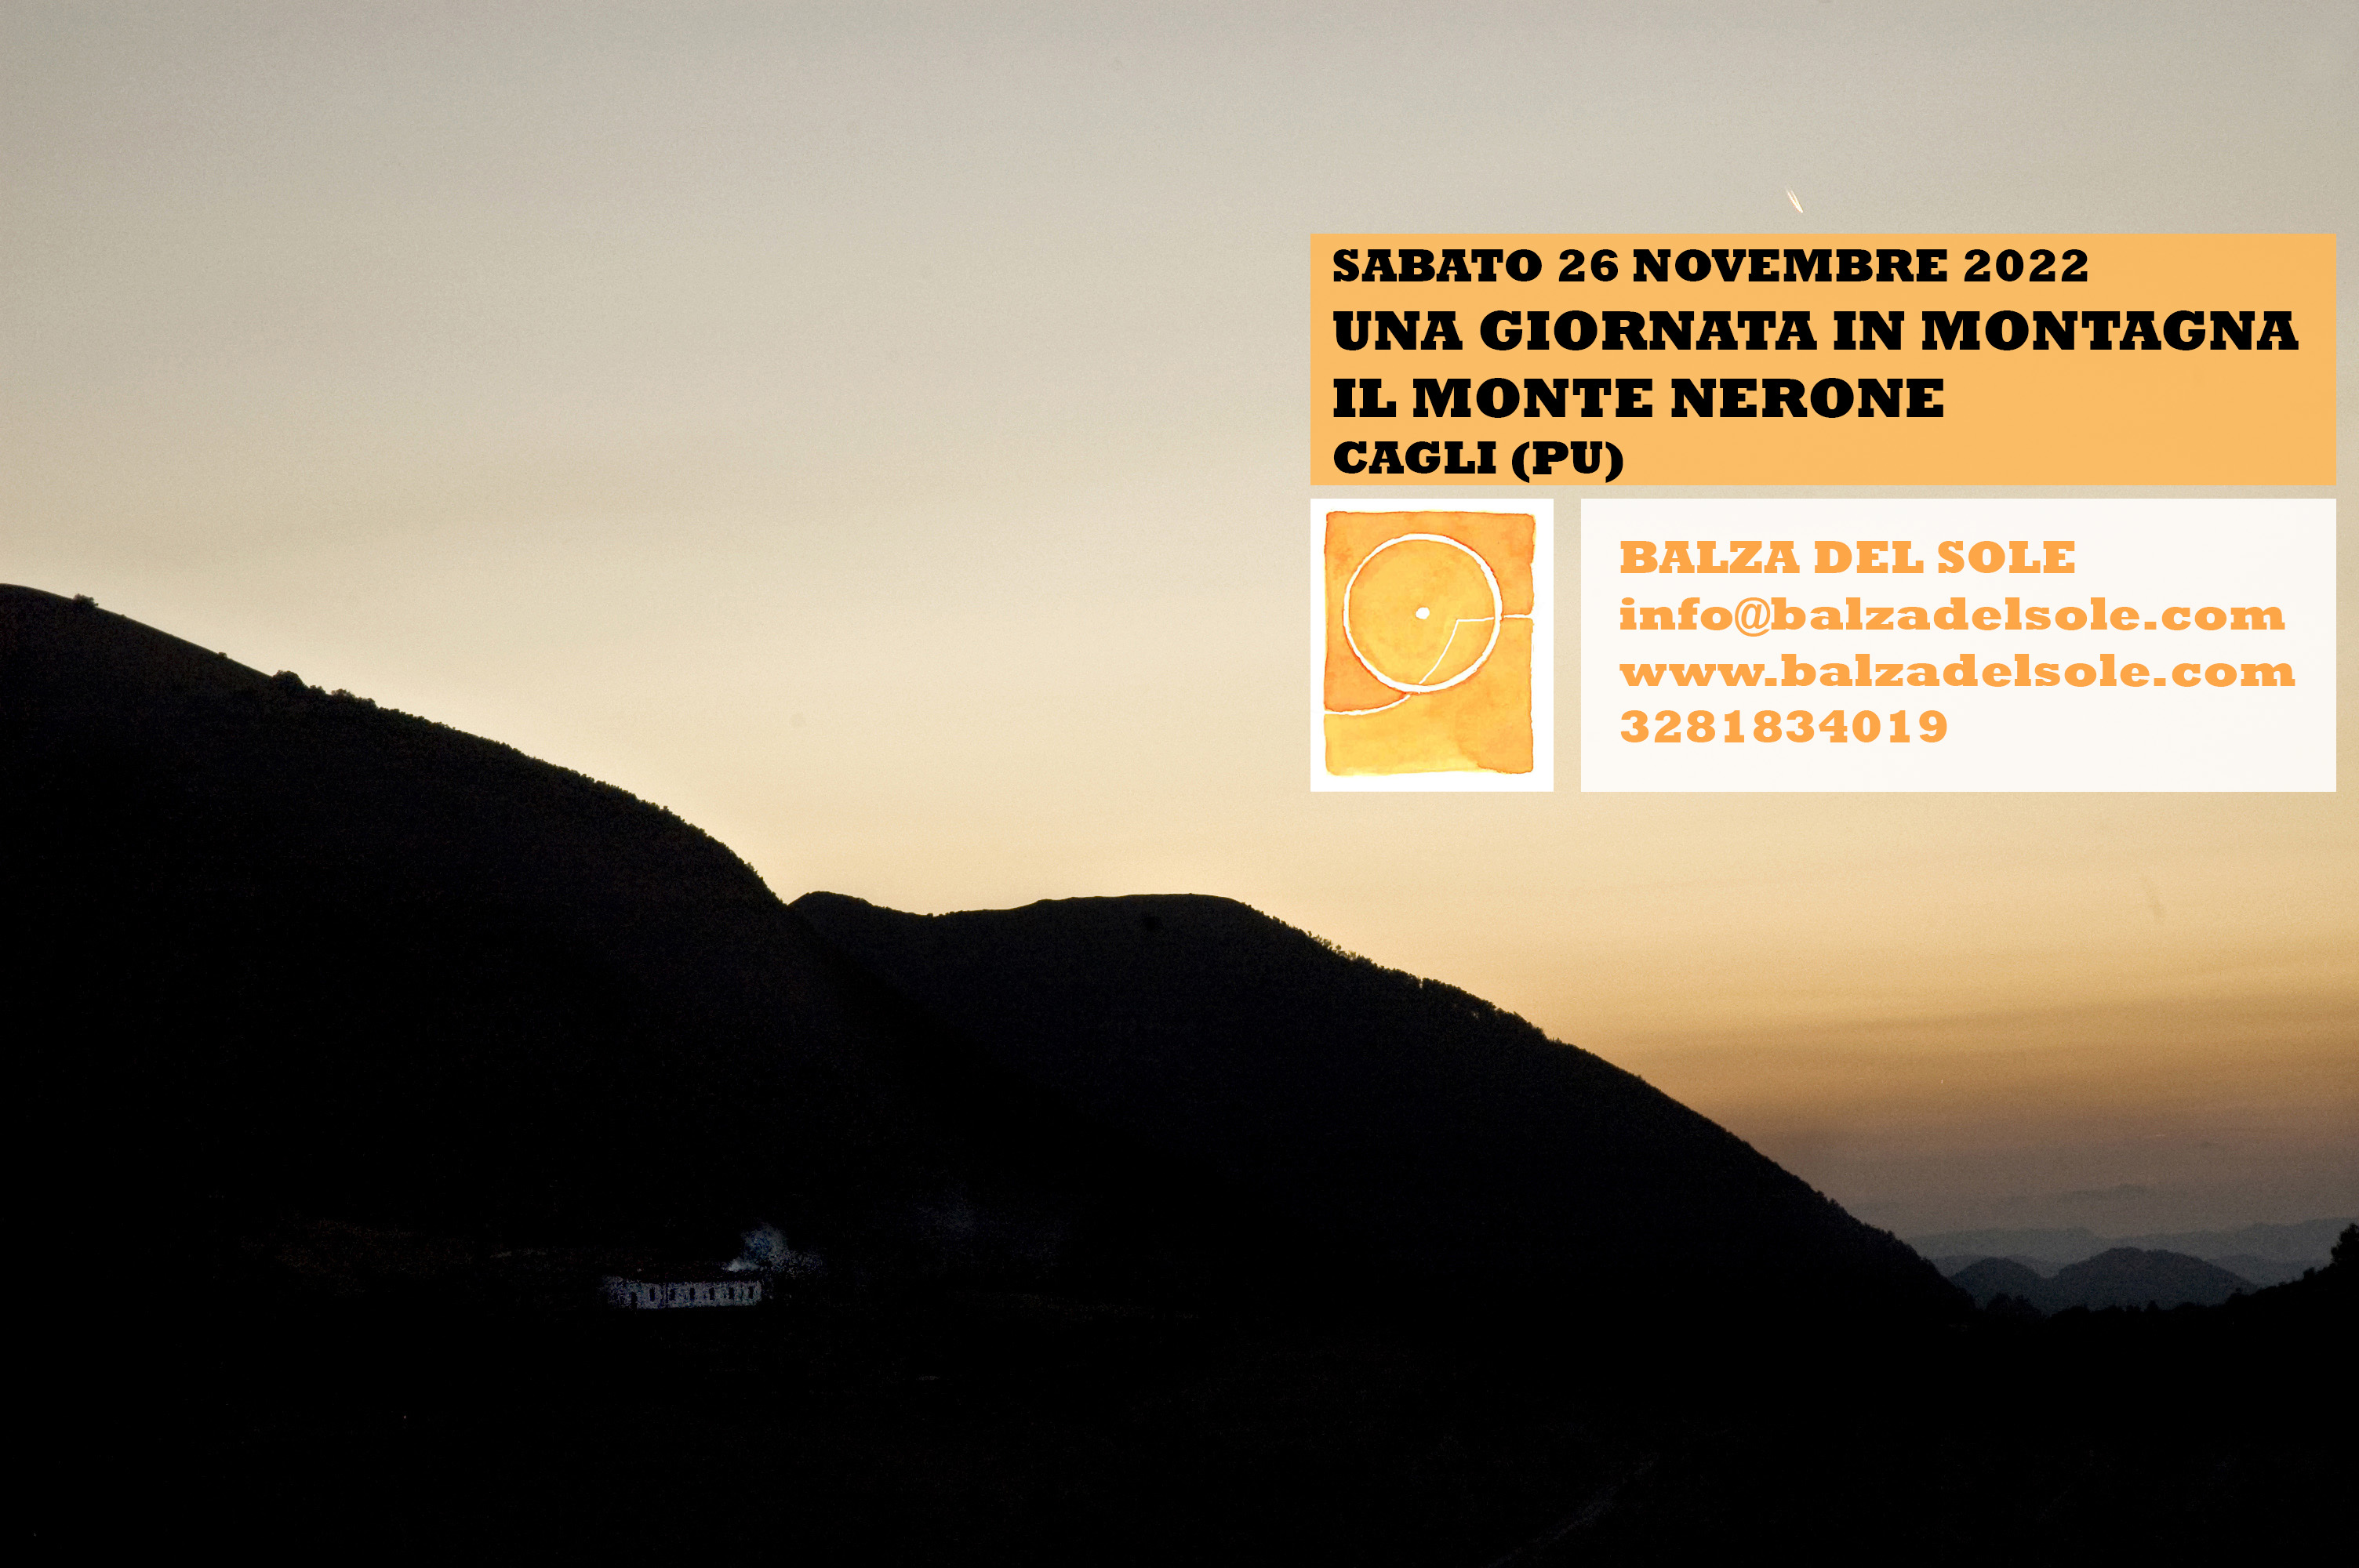 SABATO 26 NOVEMBRE 2022
UNA GIORNATA IN MONTAGNA
IL MONTE NERONE
CAGLI (PU)
BALZA DEL SOLE
info@balzadelsole.com
www.balzadelsole.com
3281834019